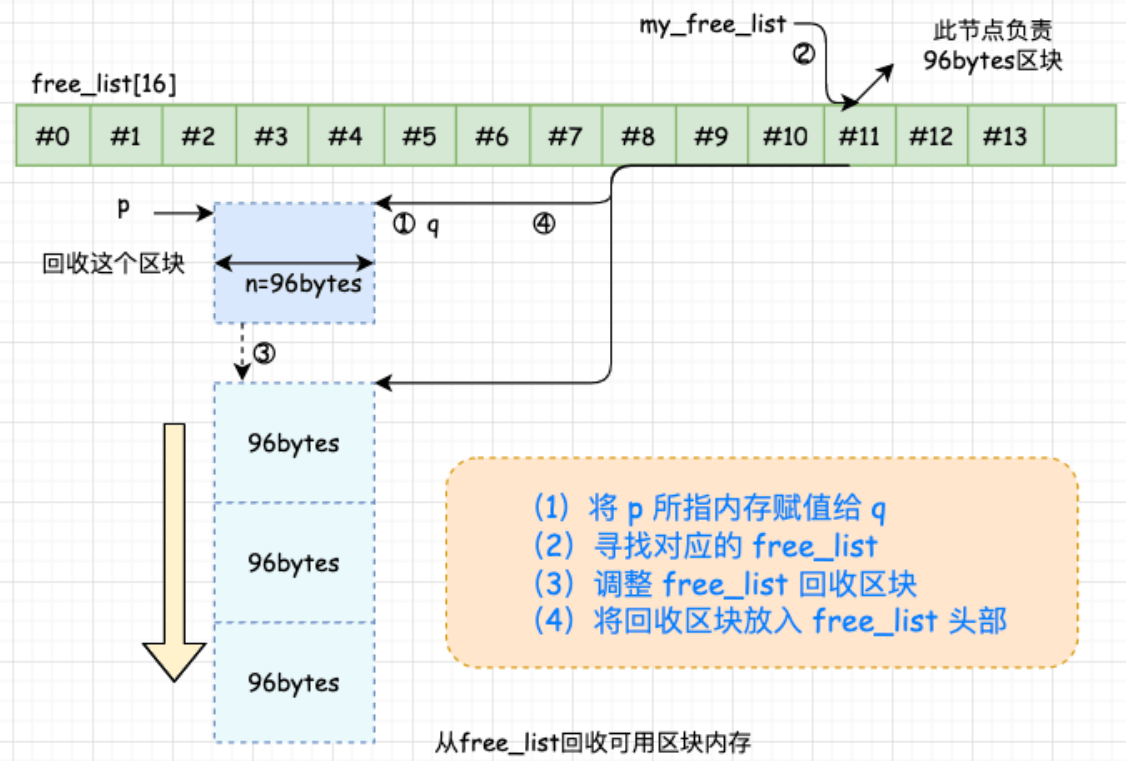 my_free_list
②
此节点负责
96bytes区块
free_list[16]
#0 #1 #2 #3 #4 #5 #6 #7 #8 #9 #10 #11 #12 #13
p
① q
④
回收这个区块
n=96bytes
③
96bytes
96bytes
96bytes
（1）将 p 所指内存赋值给 q
（2）寻找对应的 free_list
（3）调整 free_list 回收区块
（4）将回收区块放入 free_list 头部
从free_list回收可用区块内存